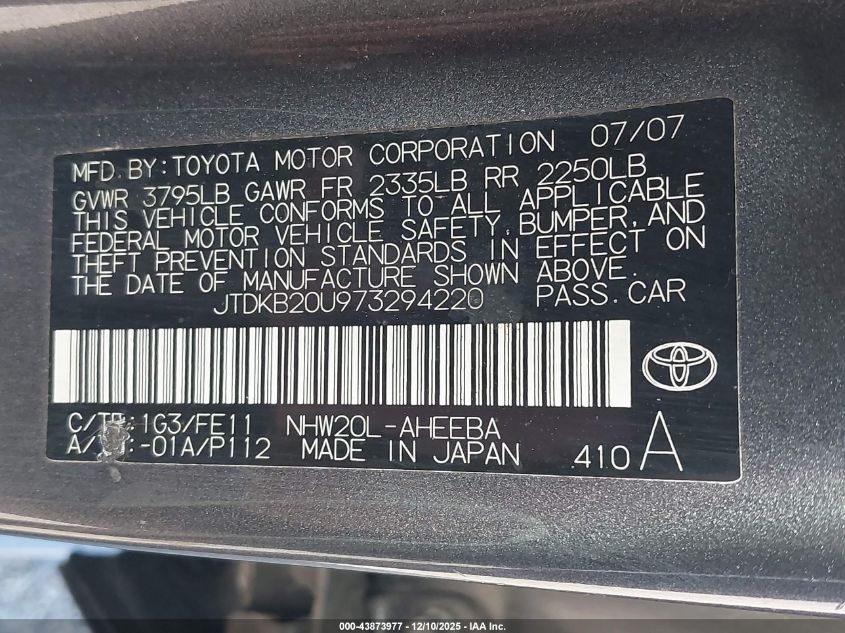 MFD.BY:TOYOTA MOTOR CORPORATION 07/07
GVWR 3795LB GAWR FR 2335LB RR 2250LB
THIS VEHICLE CONFORMS TO ALL APPLICABLE
FEDERAL MOTOR VEHICLE SAFETY,BUMPER,AND
THEFT PREVENTION STANDARDS IN EFFECT ON
THE DATE OF MANUFACTURE SHOWN ABOVE.
JTDKB20U973294220 PASS.CAR
C/TR:1G3/FE11 NHW20L-AHEEBA
-01A/P112 MADE IN JAPAN 410 A
000-43873977 - 12/10/2025 - IAA Inc.